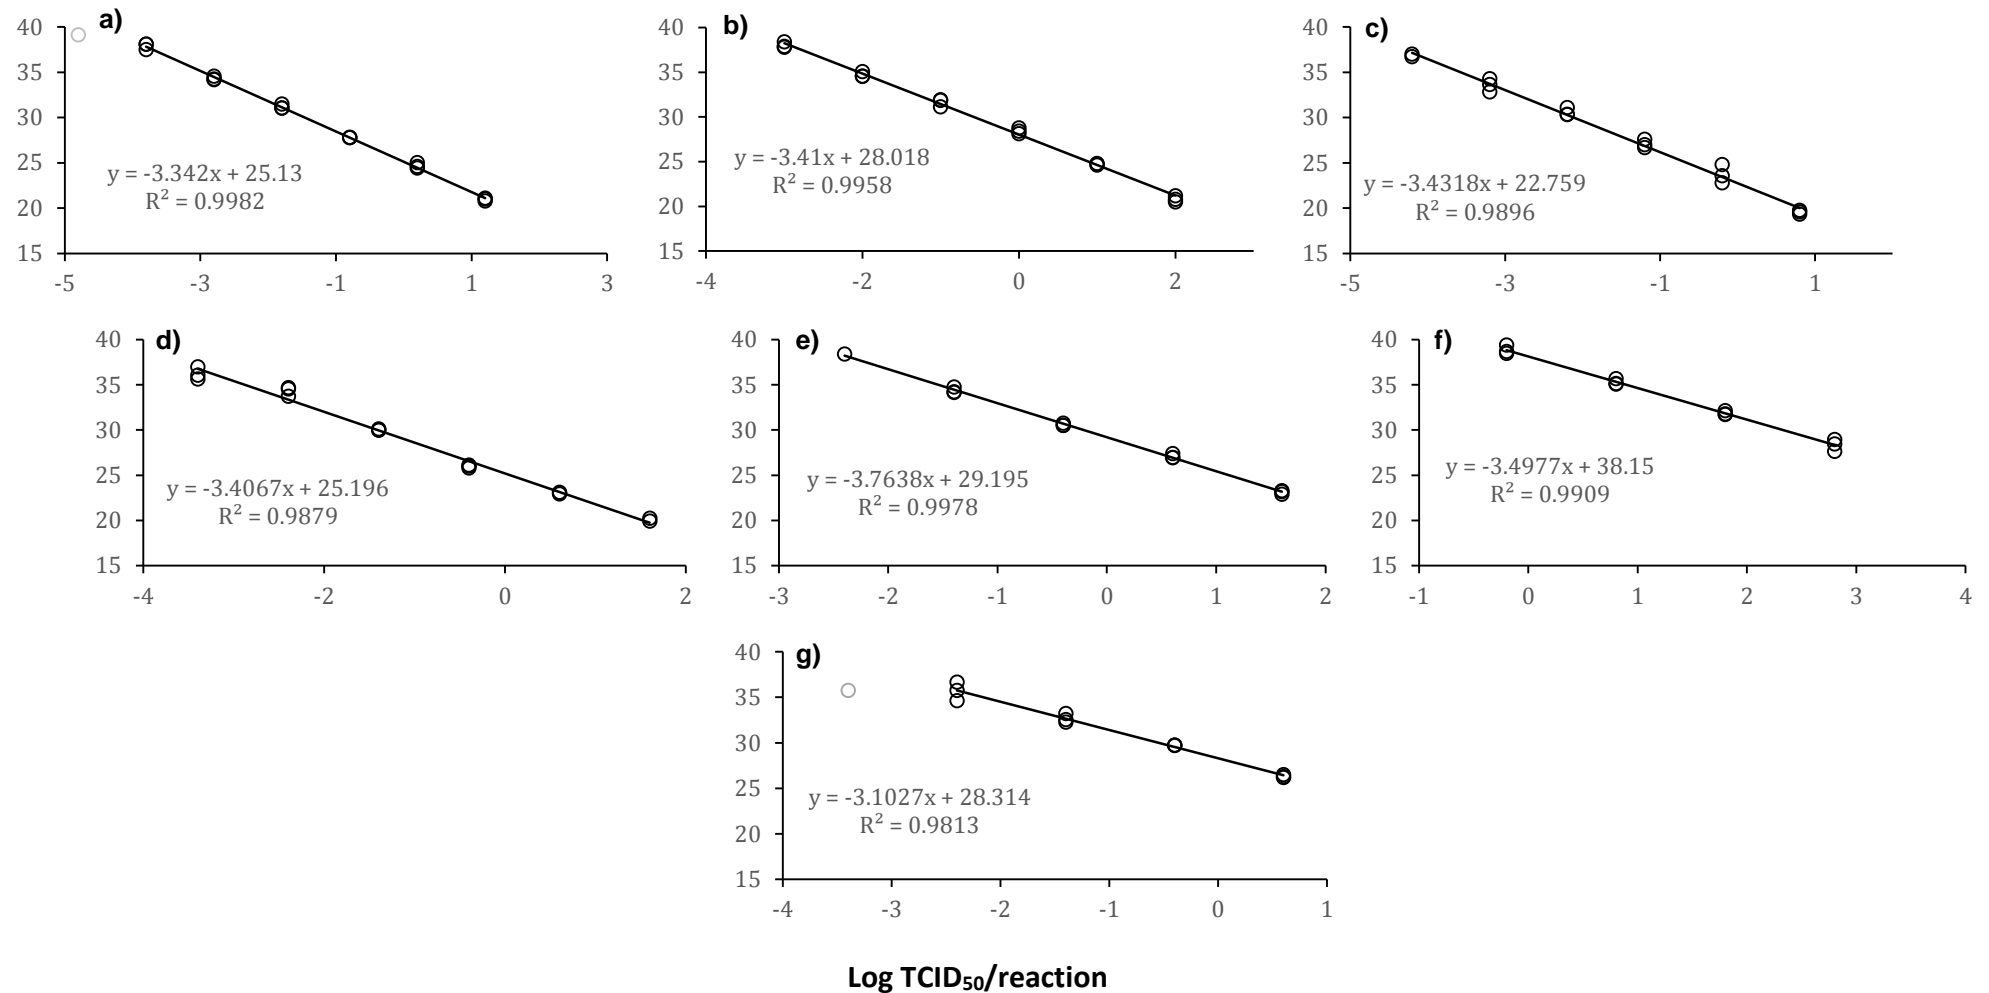 a)
40
35
30
25
20
15
y = -3.342x + 25.13
R² = 0.9982
-5 -3 -1 1 3
b)
40
35
30
25
20
15
y = -3.41x + 28.018
R² = 0.9958
-4 -2 0 2
c)
40
35
30
25
20
15
y = -3.4318x + 22.759
R² = 0.9896
-5 -3 -1 1
d)
40
35
30
25
20
15
y = -3.4067x + 25.196
R² = 0.9879
-4 -2 0 2
e)
40
35
30
25
20
15
y = -3.7638x + 29.195
R² = 0.9978
-3 -2 -1 0 1 2
f)
40
35
30
25
20
15
y = -3.4977x + 38.15
R² = 0.9909
-1 0 1 2 3 4
g)
40
35
30
25
20
15
y = -3.1027x + 28.314
R² = 0.9813
-4 -3 -2 -1 0 1
Log TCID₅₀/reaction